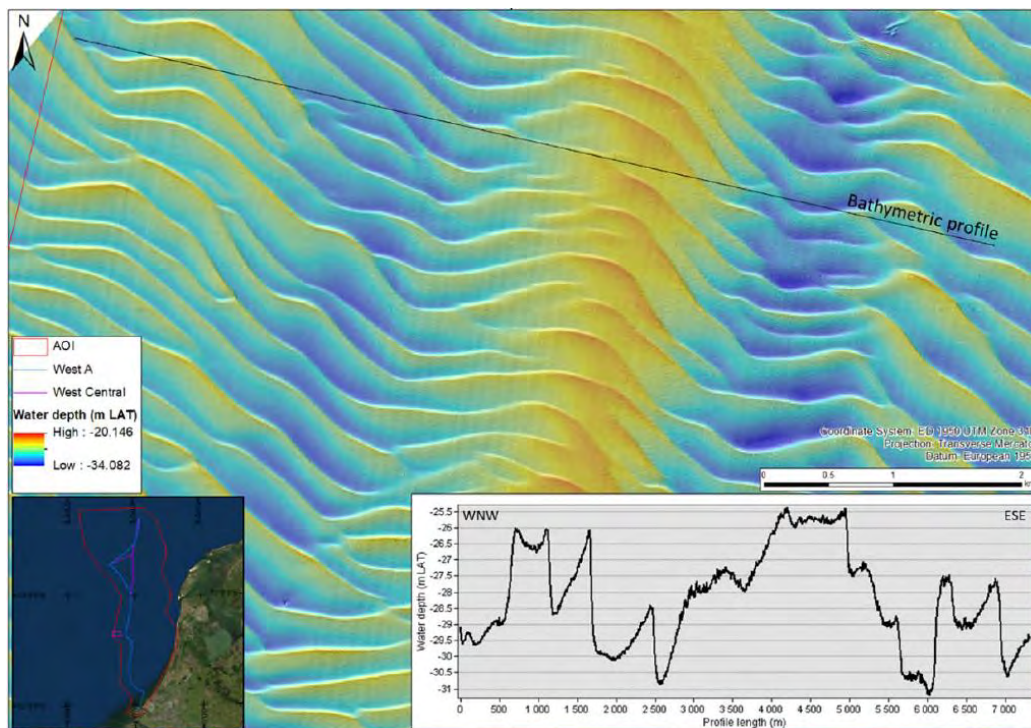 N
Bathymetric profile
AOI
West A
West Central
Water depth (m LAT)
High : -20.146
Low : -34.082
Projection: Transverse Mercato
Datum: European 195
0 0.5 1 2
WNW
ESE
Water depth (m LAT)
-25.5
-26
-26.5
-27
-27.5
-28
-28.5
-29
-29.5
-30
-30.5
-31
0 500 1 000 1 500 2 000 2 500 3 000 3 500 4 000 4 500 5 000 5 500 6 000 6 500 7 000
Profile length (m)